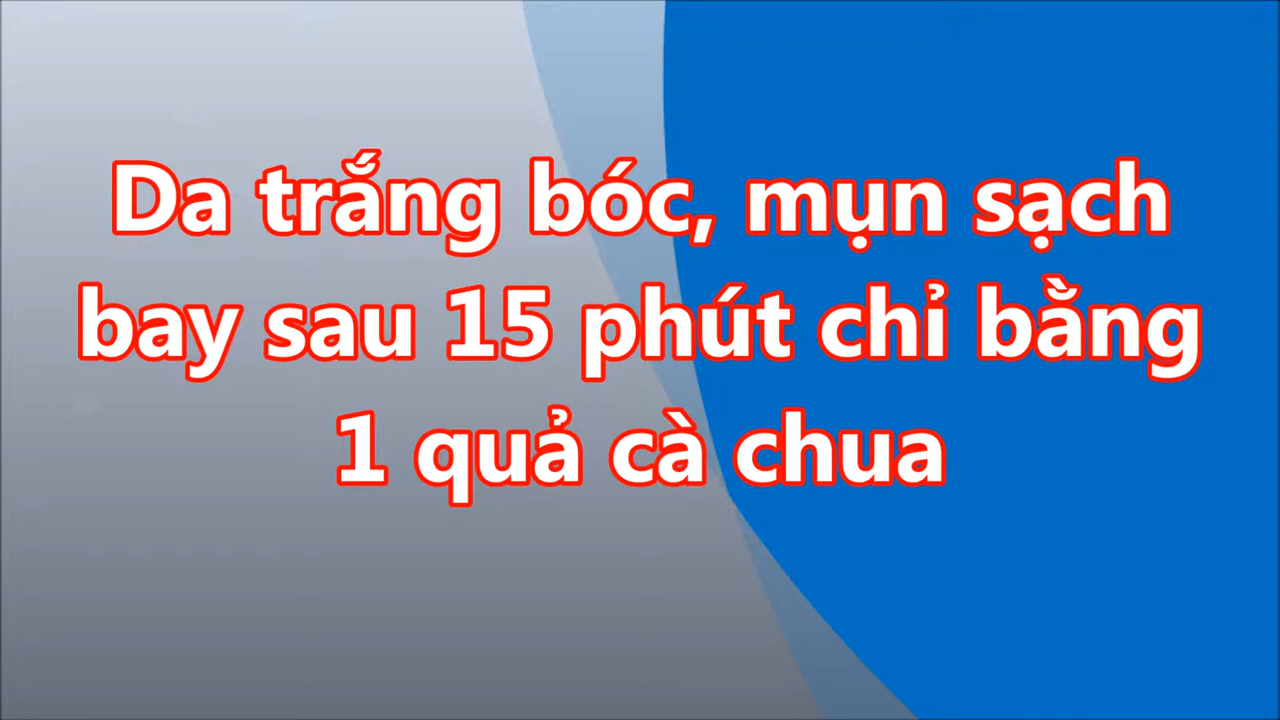 Da trắng bóc, mụn sạch
bay sau 15 phút chỉ bằng
1 quả cà chua